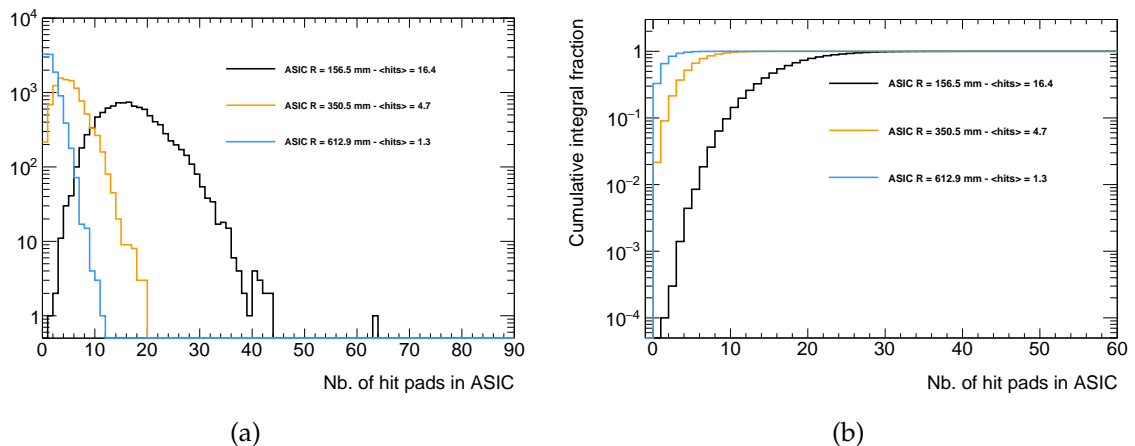 10⁴
10³
10²
10
1
0 10 20 30 40 50 60 70 80 90
Nb. of hit pads in ASIC
ASIC R = 156.5 mm - <hits> = 16.4
ASIC R = 350.5 mm - <hits> = 4.7
ASIC R = 612.9 mm - <hits> = 1.3
(a)
Cumulative integral fraction
1
10⁻¹
10⁻²
10⁻³
10⁻⁴
0 10 20 30 40 50 60
Nb. of hit pads in ASIC
ASIC R = 156.5 mm - <hits> = 16.4
ASIC R = 350.5 mm - <hits> = 4.7
ASIC R = 612.9 mm - <hits> = 1.3
(b)